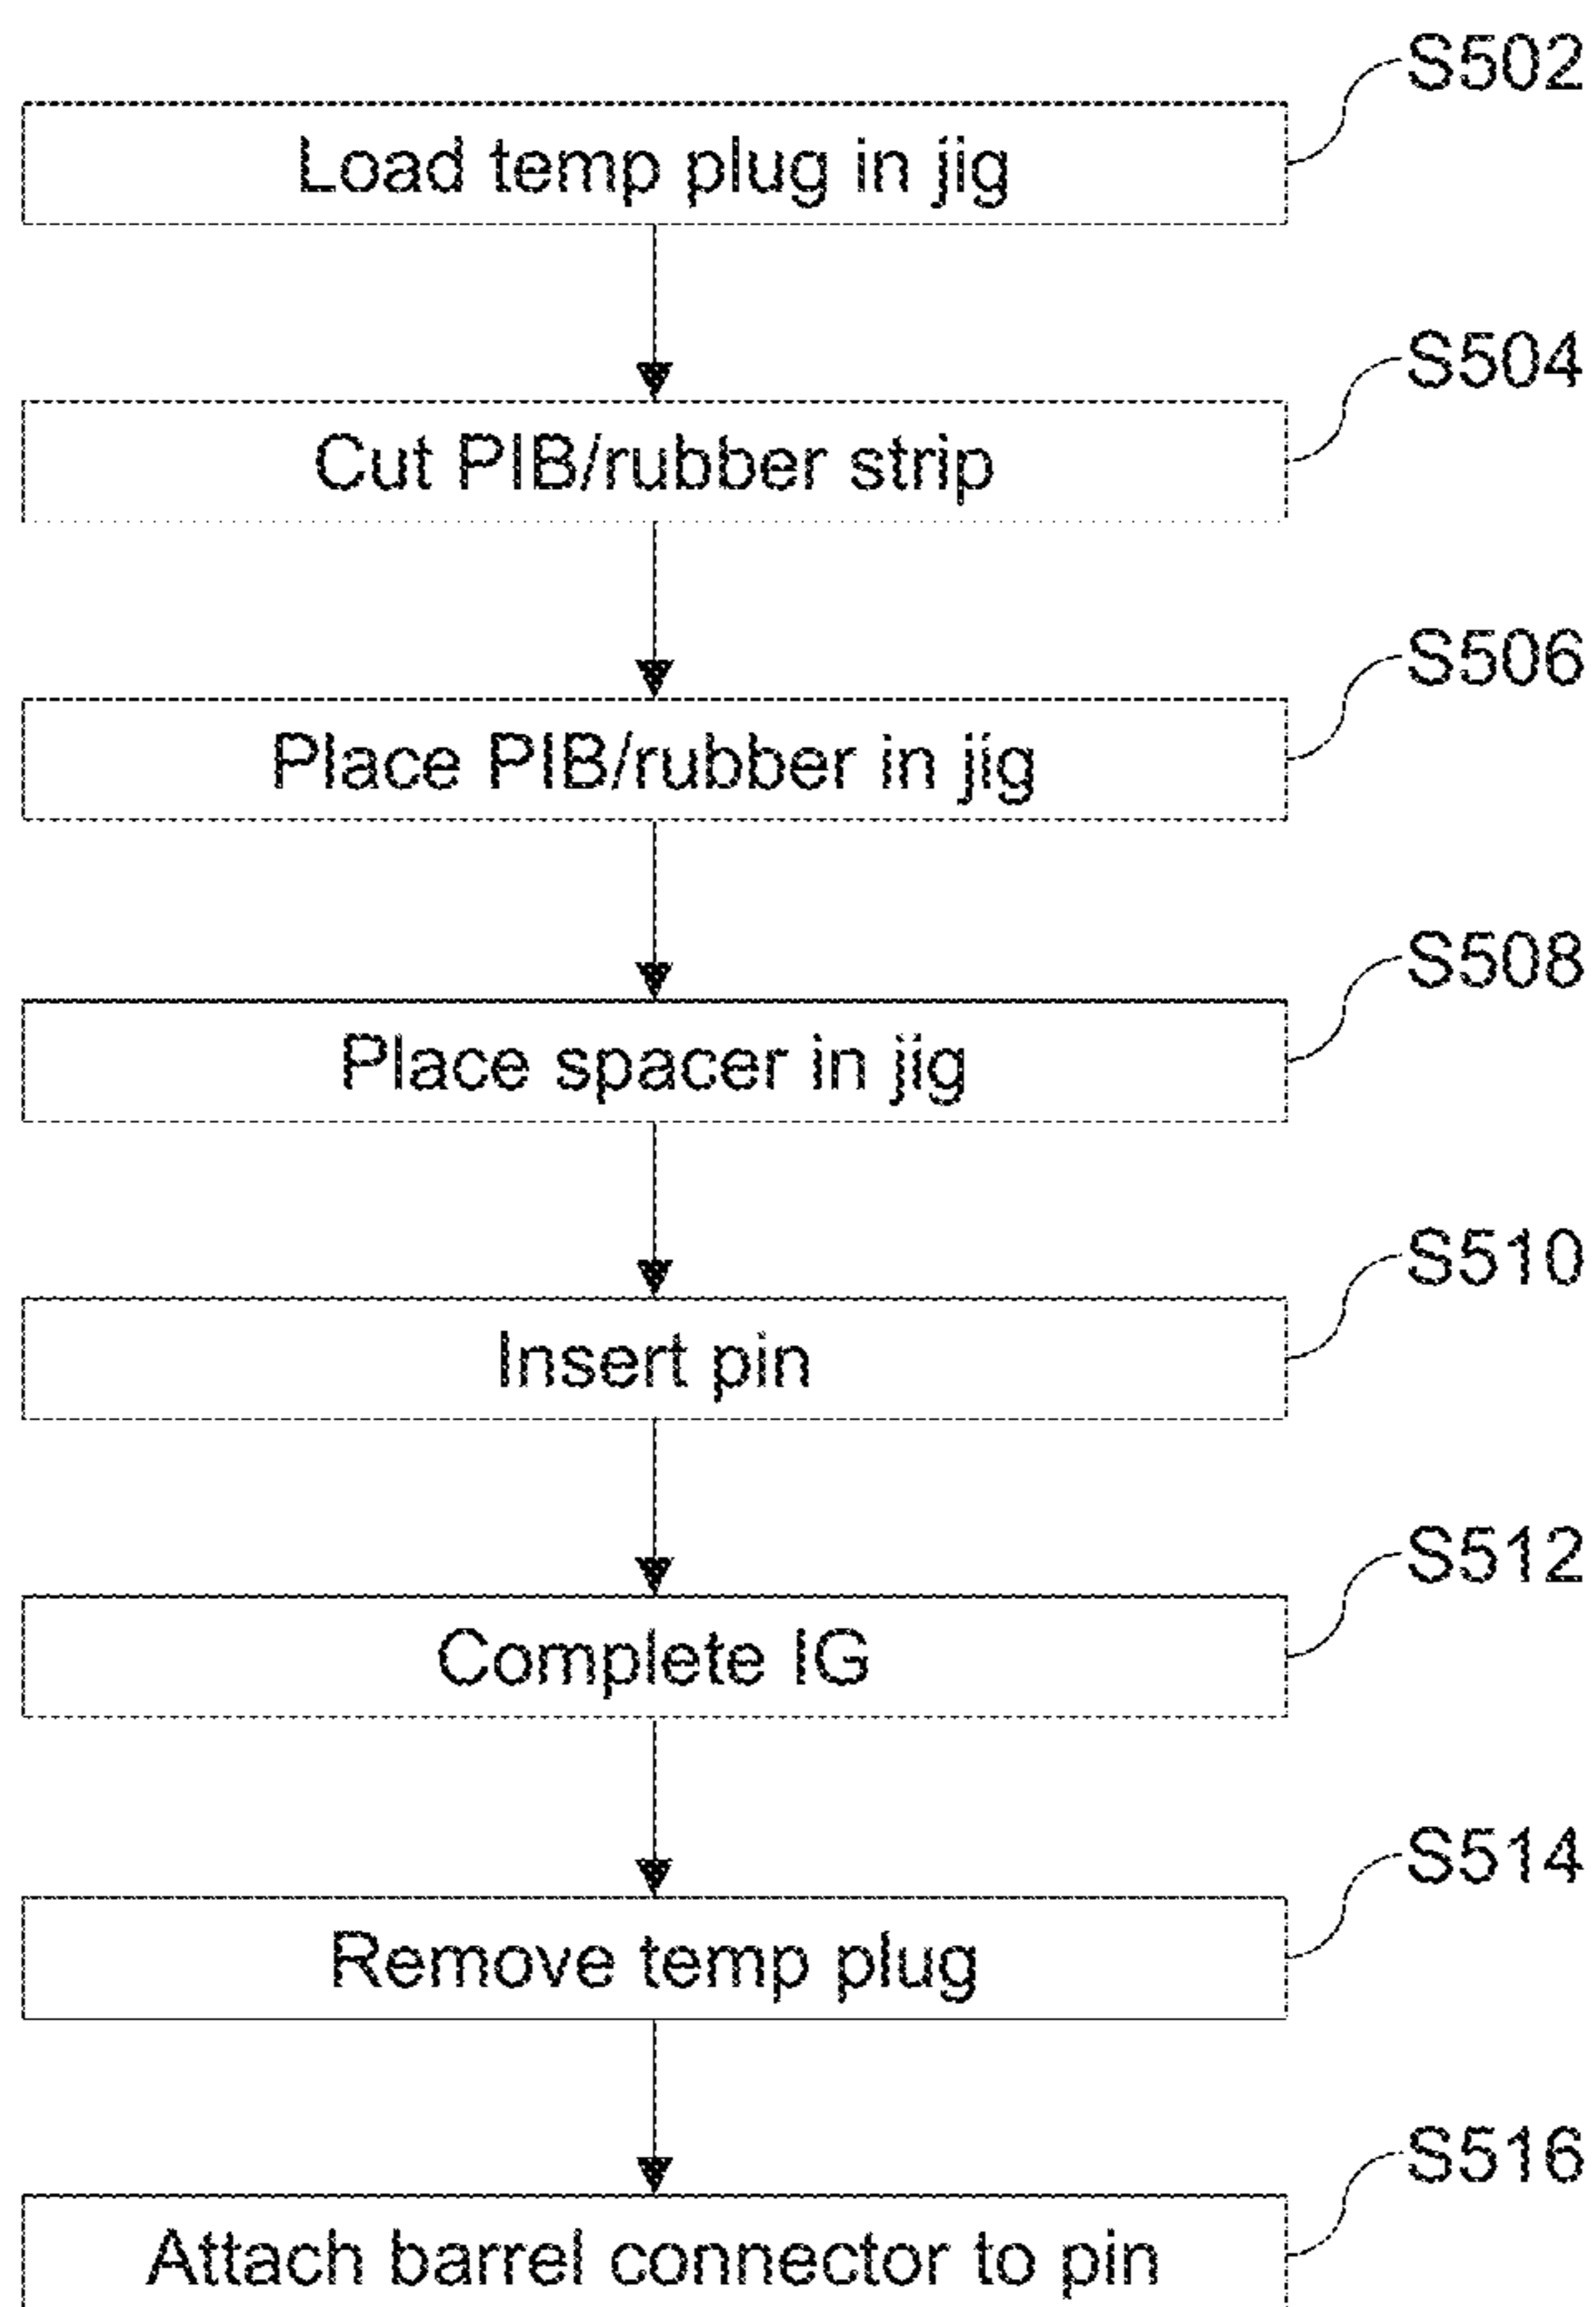 S502
Load temp plug in jig
S504
Cut PIB/rubber strip
S506
Place PIB/rubber in jig
S508
Place spacer in jig
S510
Insert pin
S512
Complete IG
S514
Remove temp plug
S516
Attach barrel connector to pin